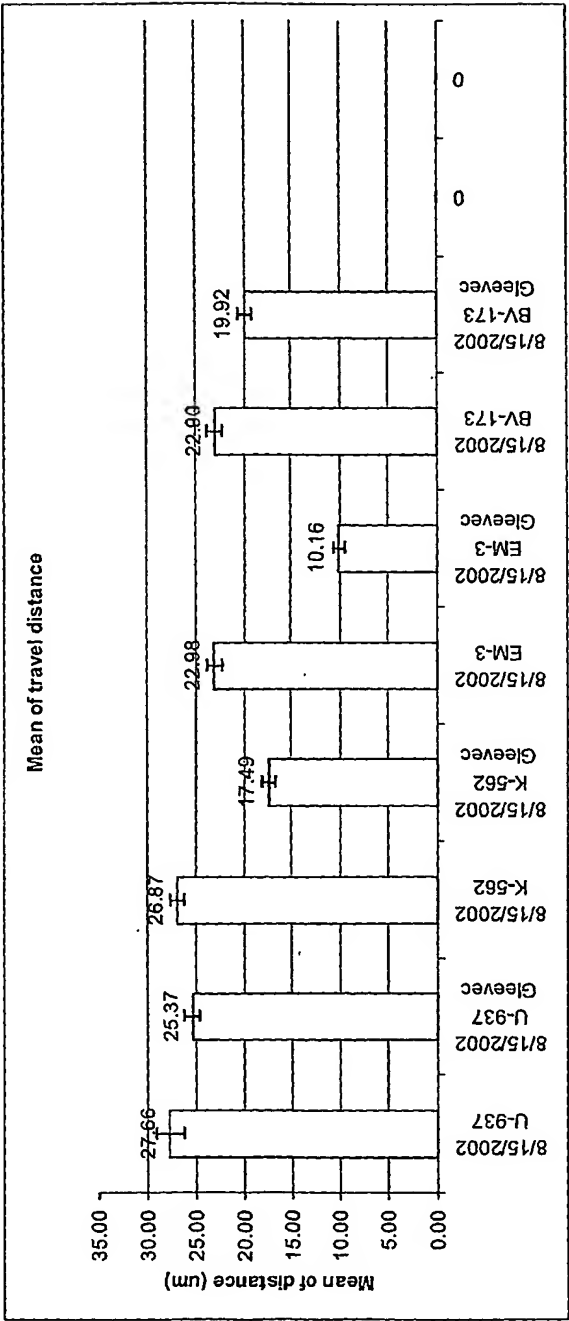 Mean of travel distance
Mean of distance (um)
35.00
30.00
25.00
20.00
15.00
10.00
5.00
0.00
27.66
25.37
26.87
17.49
22.98
10.16
22.90
19.92
8/15/2002
U-937
8/15/2002
U-937
Gleevec
8/15/2002
K-562
8/15/2002
K-562
Gleevec
8/15/2002
EM-3
8/15/2002
EM-3
Gleevec
8/15/2002
BV-173
8/15/2002
BV-173
Gleevec
0
0